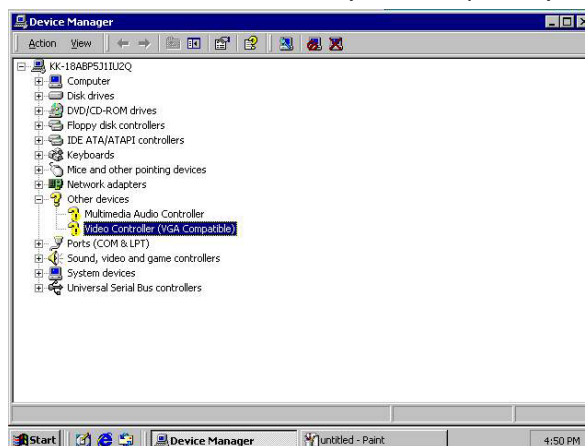 Device Manager
Action View
KK-18ABP5J1IU2Q
Computer
Disk drives
DVD/CD-ROM drives
Floppy disk controllers
IDE ATA/ATAPI controllers
Keyboards
Mice and other pointing devices
Network adapters
Other devices
Multimedia Audio Controller
Video Controller (VGA Compatible)
Ports (COM & LPT)
Sound, video and game controllers
System devices
Universal Serial Bus controllers
Start Device Manager untitled - Paint 4:50 PM